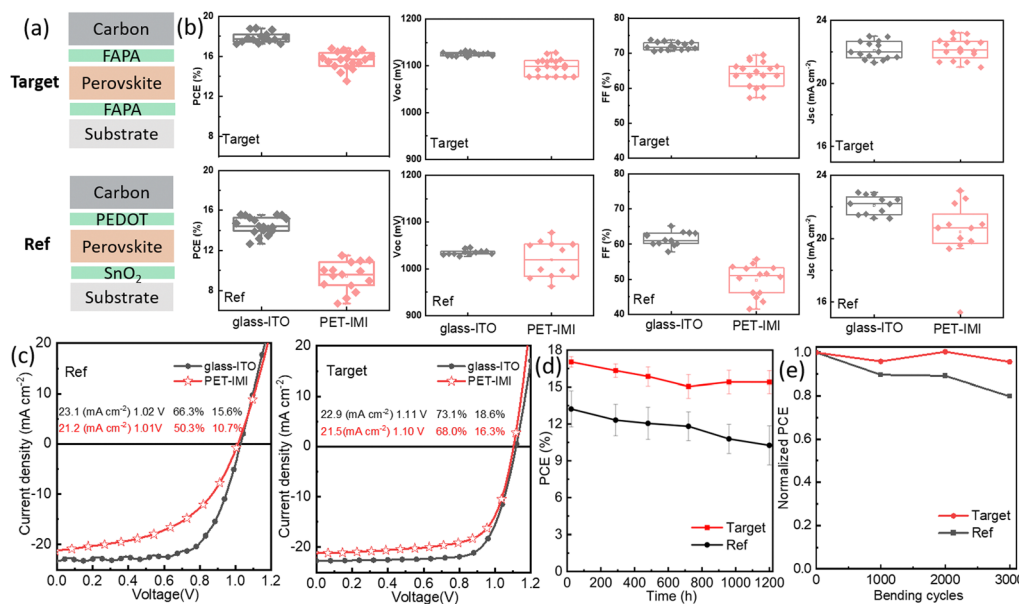 (a)
Carbon
FAPA
Target
Perovskite
FAPA
Substrate
Carbon
PEDOT
Ref
Perovskite
SnO2
Substrate
(b)
20
18
16
14
12
10
8
PCE (%)
Target
1200
1100
1000
900
Voc (mV)
Target
80
70
60
50
40
FF (%)
Target
24
20
16
Jsc (mA cm-2)
Target
20
18
16
14
12
10
8
PCE (%)
Ref
glass-ITO
PET-IMI
1200
1100
1000
900
Voc (mV)
Ref
glass-ITO
PET-IMI
80
70
60
50
40
FF (%)
Ref
glass-ITO
PET-IMI
24
20
15
Jsc (mA cm-2)
Ref
glass-ITO
PET-IMI
(c)
Current density (mA cm-2)
20
10
0
-10
-20
Ref
glass-ITO
PET-IMI
23.1 (mA cm-2) 1.02 V 66.3% 15.6%
21.2 (mA cm-2) 1.01V 50.3% 10.7%
0.0 0.2 0.4 0.6 0.8 1.0 1.2
Voltage(V)
Current density (mA cm-2)
20
10
0
-10
-20
Target
glass-ITO
PET-IMI
22.9 (mA cm-2) 1.11 V 73.1% 18.6%
21.5(mA cm-2) 1.10 V 68.0% 16.3%
0.0 0.2 0.4 0.6 0.8 1.0 1.2
Voltage(V)
(d)
PCE (%)
18
15
12
9
6
3
0
Target
Ref
0 200 400 600 800 1000 1200
Time (h)
(e)
Normalized PCE
1.0
0.8
0.6
0.4
0.2
0.0
Target
Ref
0 1000 2000 3000
Bending cycles